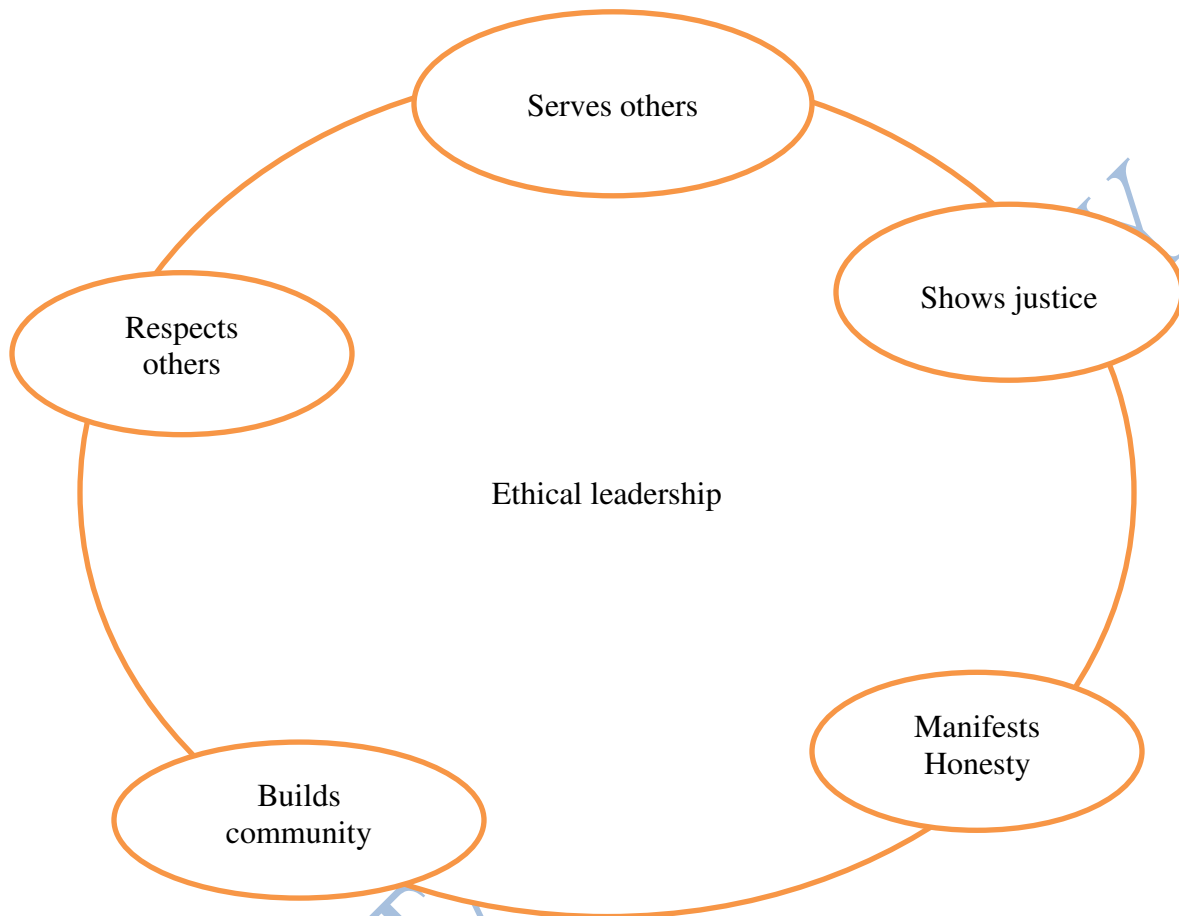 Serves others
Shows justice
Respects
others
Ethical leadership
Manifests
Honesty
Builds
community